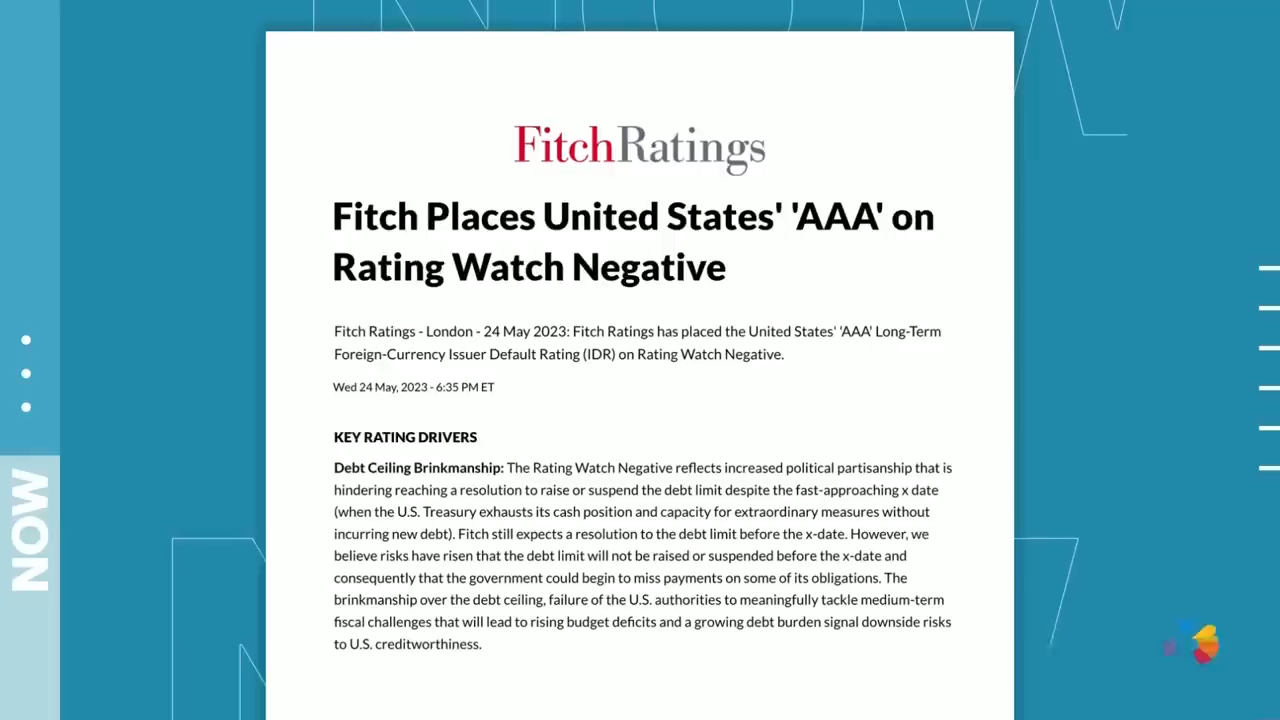 FitchRatings
Fitch Places United States' 'AAA' on
Rating Watch Negative
Fitch Ratings - London - 24 May 2023: Fitch Ratings has placed the United States' 'AAA' Long-Term
Foreign-Currency Issuer Default Rating (IDR) on Rating Watch Negative.
Wed 24 May, 2023 - 6:35 PM ET
KEY RATING DRIVERS
Debt Ceiling Brinkmanship: The Rating Watch Negative reflects increased political partisanship that is
hindering reaching a resolution to raise or suspend the debt limit despite the fast-approaching x date
(when the U.S. Treasury exhausts its cash position and capacity for extraordinary measures without
incurring new debt). Fitch still expects a resolution to the debt limit before the x-date. However, we
believe risks have risen that the debt limit will not be raised or suspended before the x-date and
consequently that the government could begin to miss payments on some of its obligations. The
brinkmanship over the debt ceiling, failure of the U.S. authorities to meaningfully tackle medium-term
fiscal challenges that will lead to rising budget deficits and a growing debt burden signal downside risks
to U.S. creditworthiness.
NOW